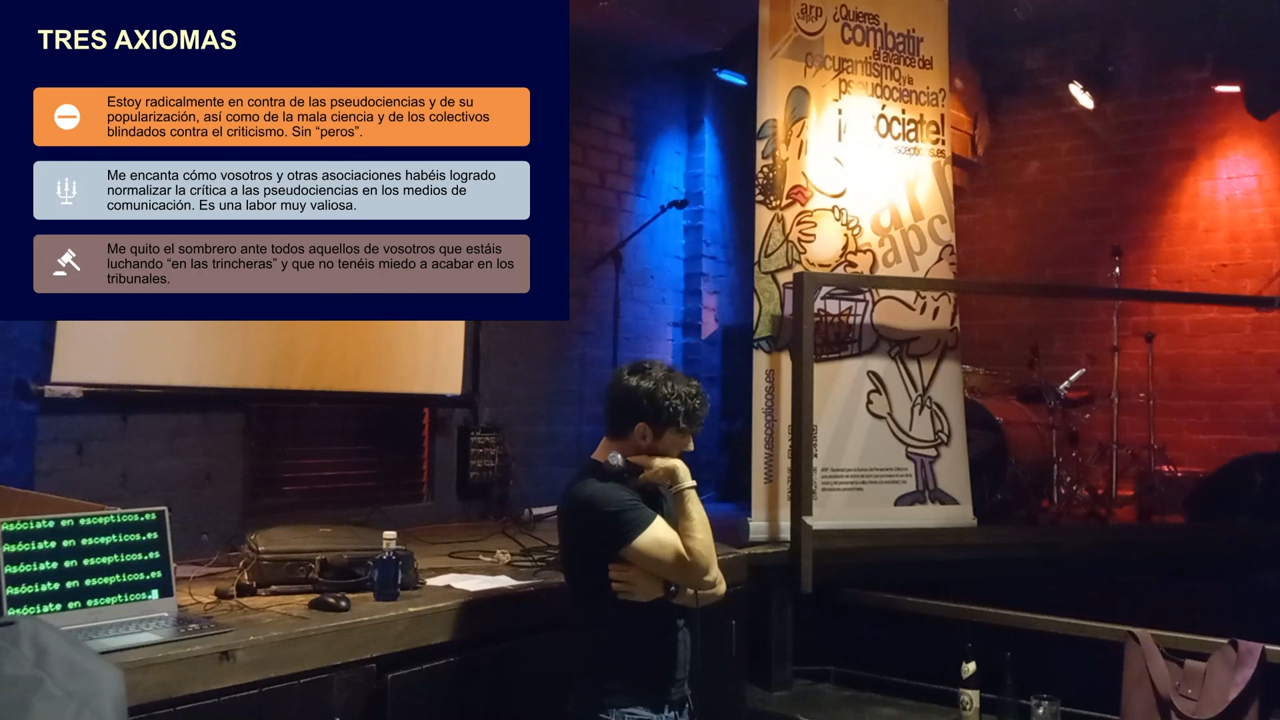 TRES AXIOMAS
Estoy radicalmente en contra de las pseudociencias y de su
popularización, así como de la mala ciencia y de los colectivos
blindados contra el criticismo. Sin “peros”.
Me encanta cómo vosotros y otras asociaciones habéis logrado
normalizar la crítica a las pseudociencias en los medios de
comunicación. Es una labor muy valiosa.
Me quito el sombrero ante todos aquellos de vosotros que estáis
luchando “en las trincheras” y que no tenéis miedo a acabar en los
tribunales.
arp
sapc
¿Quieres
combatir
el avance del
oscurantismo y la
pseudociencia?
escepticos.es
sapc
www.escepticos.es
Asóciate en escepticos.es
Asóciate en escepticos.es
Asóciate en escepticos.es
Asóciate en escepticos.es
Asóciate en escepticos.